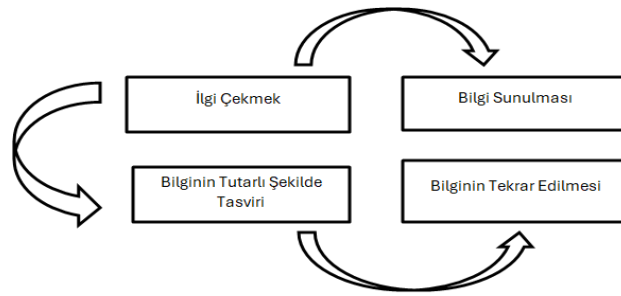 İlgi Çekmek
Bilgi Sunulması
Bilginin Tutarlı Şekilde
Tasviri
Bilginin Tekrar Edilmesi